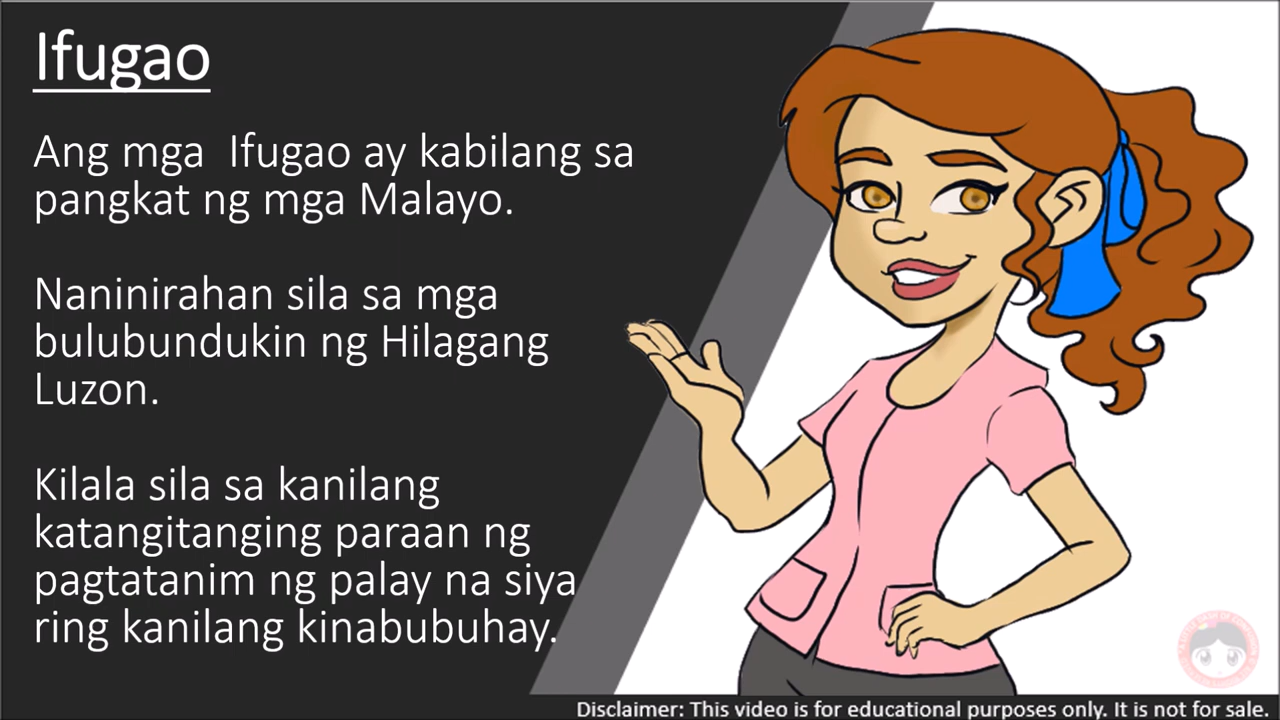 Ifugao
Ang mga Ifugao ay kabilang sa
pangkat ng mga Malayo.
Naninirahan sila sa mga
bulubundukin ng Hilagang
Luzon.
Kilala sila sa kanilang
katangitanging paraan ng
pagtatanim ng palay na siya
ring kanilang kinabubuhay.
Disclaimer: This video is for educational purposes only. It is not for sale.